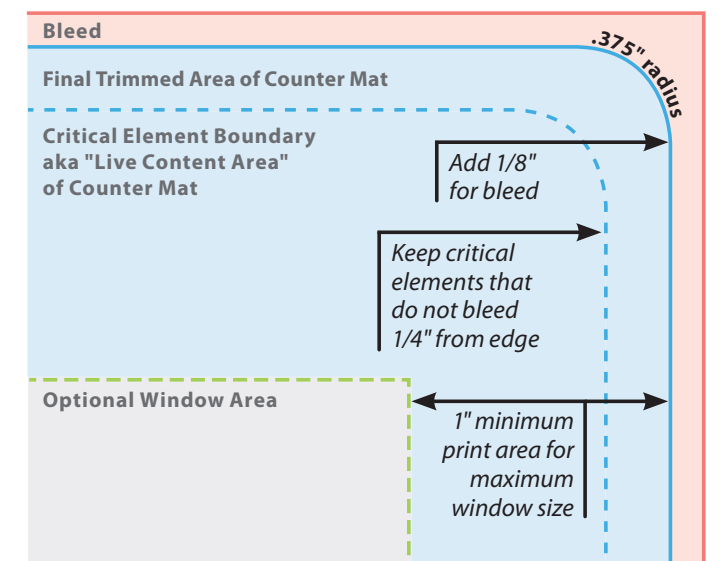 Bleed
.375" radius
Final Trimmed Area of Counter Mat
Critical Element Boundary
aka "Live Content Area"
of Counter Mat
Add 1/8"
for bleed
Keep critical
elements that
do not bleed
1/4" from edge
Optional Window Area
1" minimum
print area for
maximum
window size